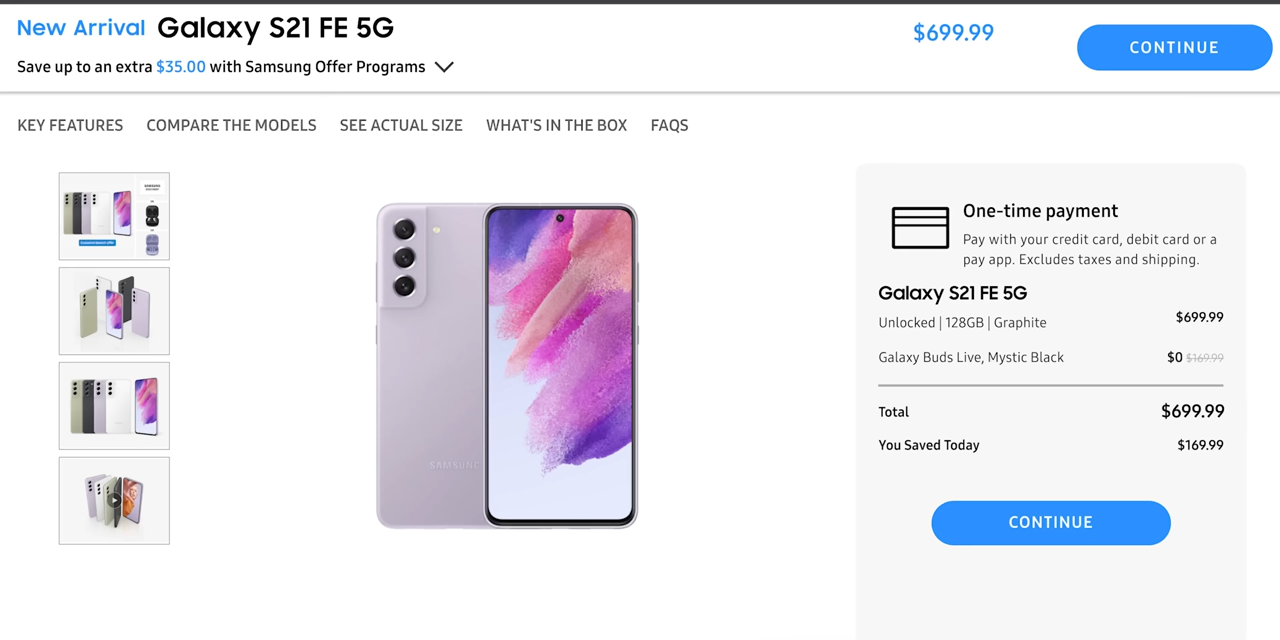 New Arrival Galaxy S21 FE 5G
$699.99
CONTINUE
Save up to an extra $35.00 with Samsung Offer Programs
KEY FEATURES COMPARE THE MODELS SEE ACTUAL SIZE WHAT'S IN THE BOX FAQS
SAMSUNG
SAMSUNG
One-time payment
Pay with your credit card, debit card or a
pay app. Excludes taxes and shipping.
Galaxy S21 FE 5G
Unlocked | 128GB | Graphite $699.99
Galaxy Buds Live, Mystic Black $0 $169.99
Total $699.99
You Saved Today $169.99
CONTINUE